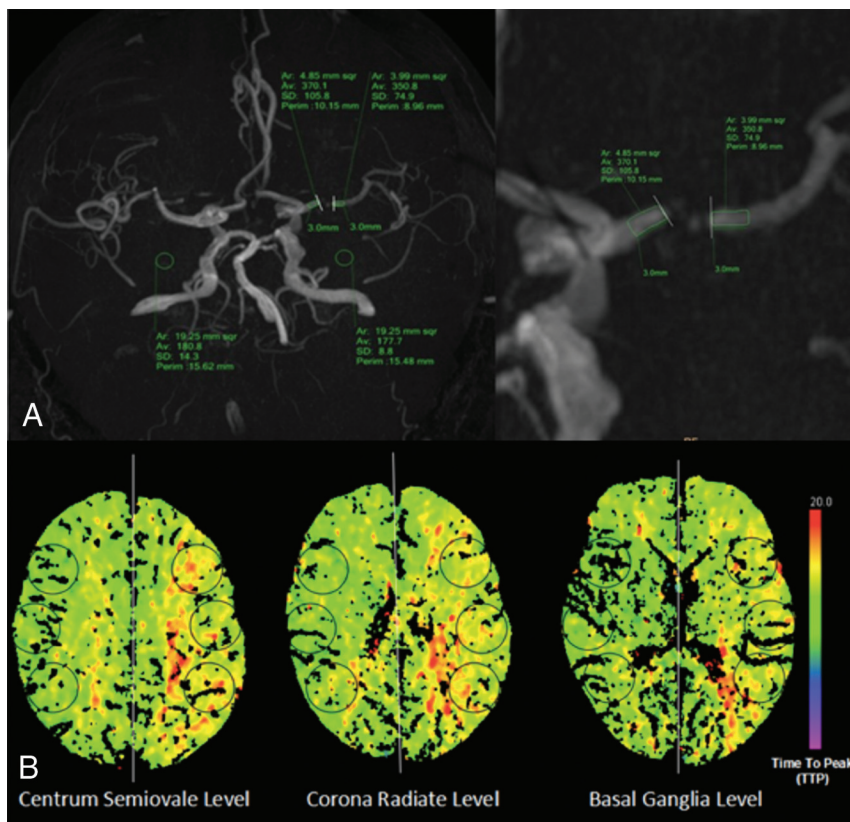 Ar: 4.85 mm sqr
Av: 370.1
SD: 105.8
Perim :10.15 mm
Ar: 3.99 mm sqr
Av: 350.8
SD: 74.9
Perim :8.96 mm
3.0mm
3.0mm
Ar: 19.25 mm sqr
Av: 180.8
SD: 14.3
Perim :15.62 mm
Ar: 19.25 mm sqr
Av: 177.7
SD: 8.8
Perim :15.48 mm
A
Ar: 4.85 mm sqr
Av: 370.1
SD: 105.8
Perim :10.15 mm
Ar: 3.99 mm sqr
Av: 350.8
SD: 74.9
Perim :8.96 mm
3.0mm
3.0mm
20.0
Time To Peak
(TTP)
B
Centrum Semiovale Level
Corona Radiate Level
Basal Ganglia Level